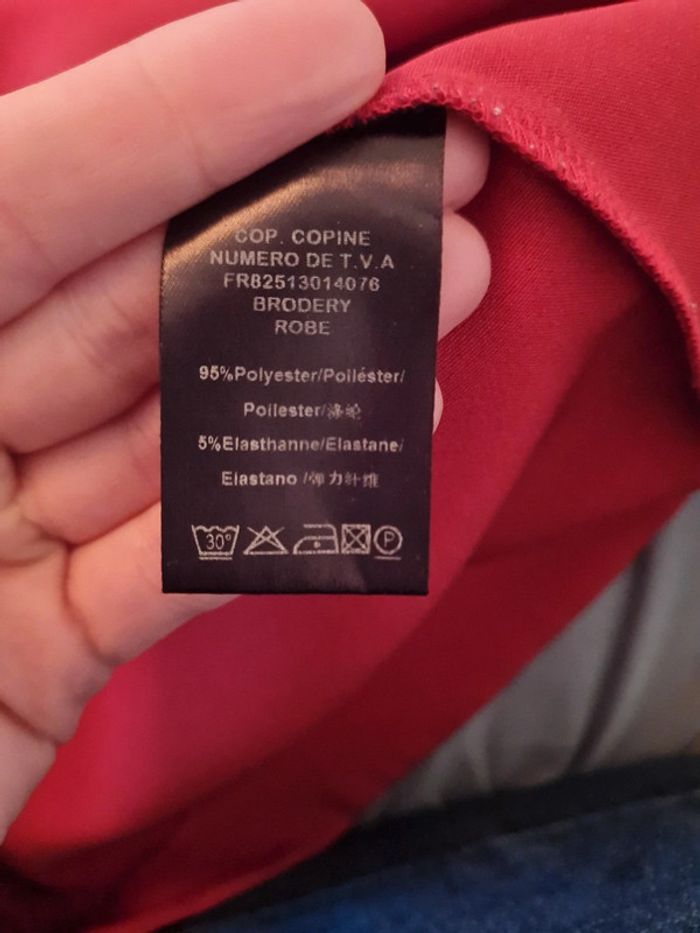 COP. COPINE
NUMERO DE T.V.A
FR82513014076
BRODERY
ROBE
95%Polyester/Poliéster/
Poliester/涤纶
5%Elasthanne/Elastane/
Elastano /弹力纤维
30°
P